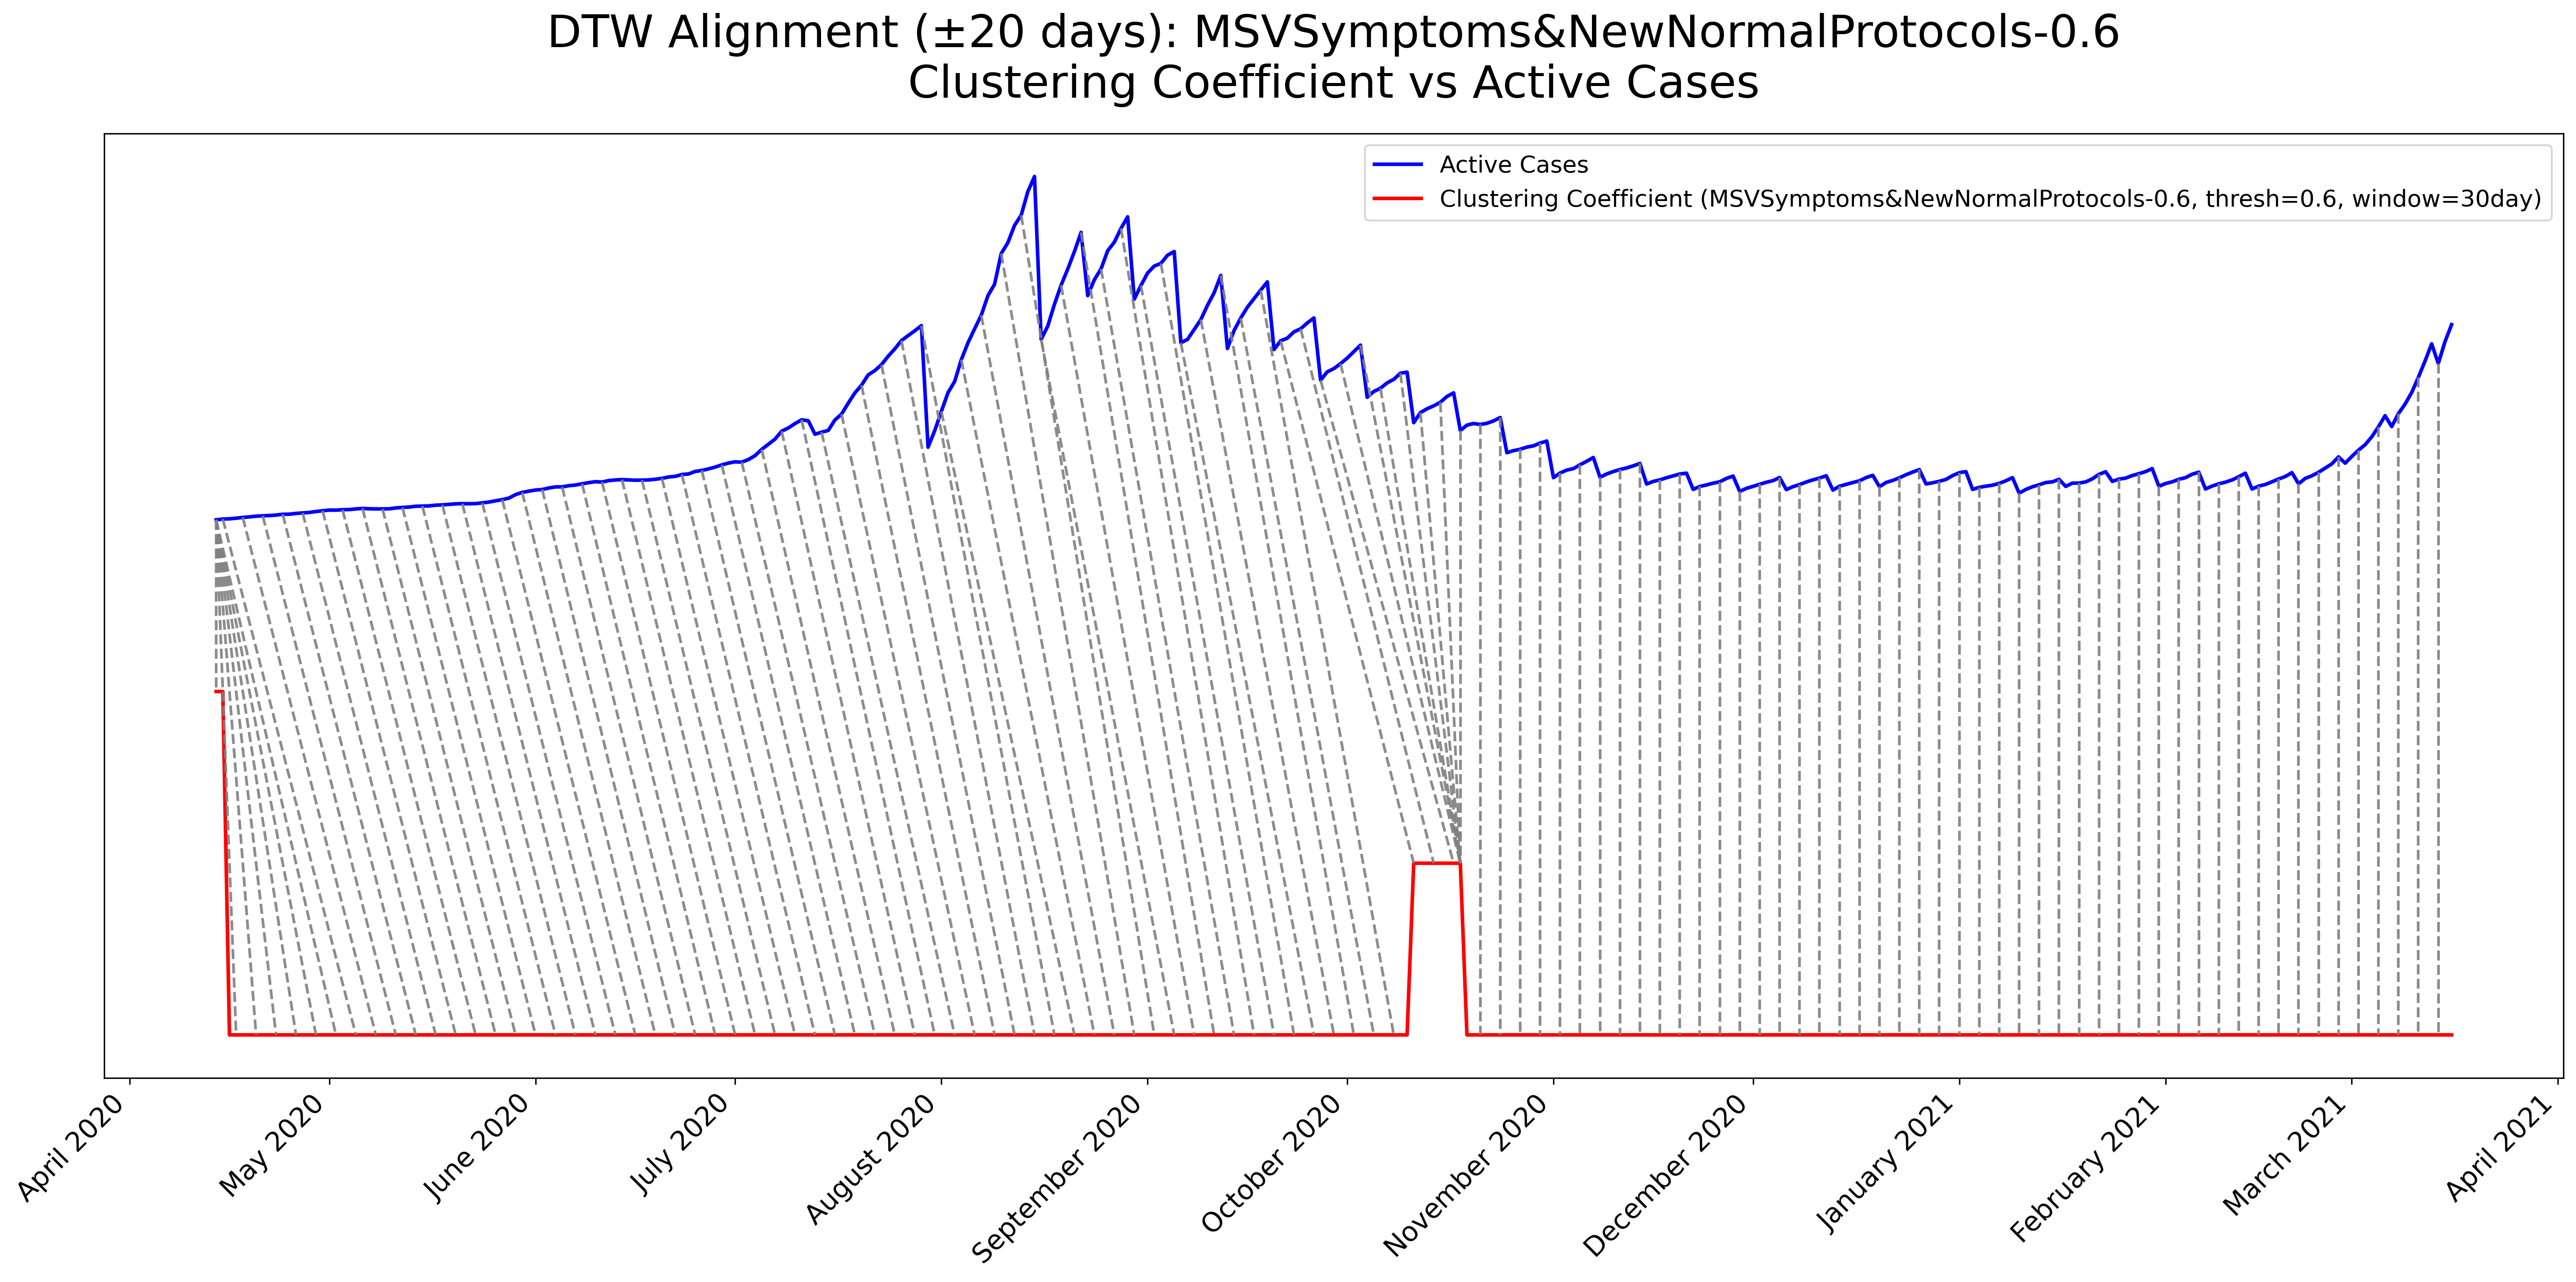 DTW Alignment (±20 days): MSVSymptoms&NewNormalProtocols-0.6
Clustering Coefficient vs Active Cases
Active Cases
Clustering Coefficient (MSVSymptoms&NewNormalProtocols-0.6, thresh=0.6, window=30day)
April 2020
May 2020
June 2020
July 2020
August 2020
September 2020
October 2020
November 2020
December 2020
January 2021
February 2021
March 2021
April 2021